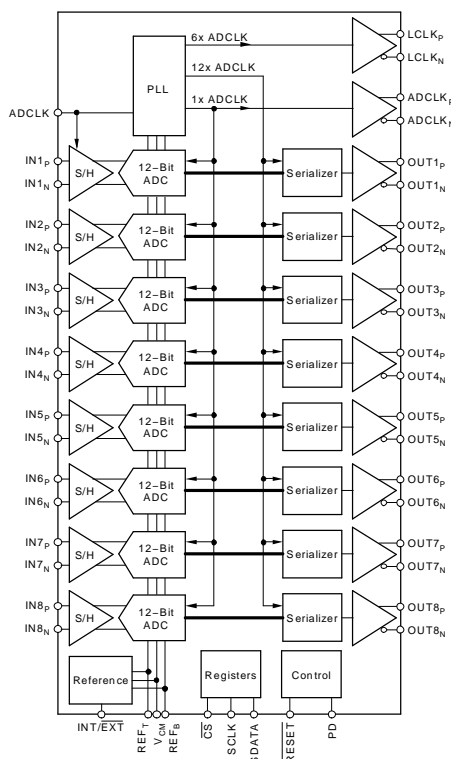 6x ADCLK
LCLKP
LCLKN
12x ADCLK
PLL
1x ADCLK
ADCLKP
ADCLKN
ADCLK
IN1P
IN1N
S/H
12–Bit
ADC
Serializer
OUT1P
OUT1N
IN2P
IN2N
S/H
12–Bit
ADC
Serializer
OUT2P
OUT2N
IN3P
IN3N
S/H
12–Bit
ADC
Serializer
OUT3P
OUT3N
IN4P
IN4N
S/H
12–Bit
ADC
Serializer
OUT4P
OUT4N
IN5P
IN5N
S/H
12–Bit
ADC
Serializer
OUT5P
OUT5N
IN6P
IN6N
S/H
12–Bit
ADC
Serializer
OUT6P
OUT6N
IN7P
IN7N
S/H
12–Bit
ADC
Serializer
OUT7P
OUT7N
IN8P
IN8N
S/H
12–Bit
ADC
Serializer
OUT8P
OUT8N
Reference
Registers
Control
INT/EXT
REFT
VCM
REFB
CS
SCLK
SDATA
RESET
PD